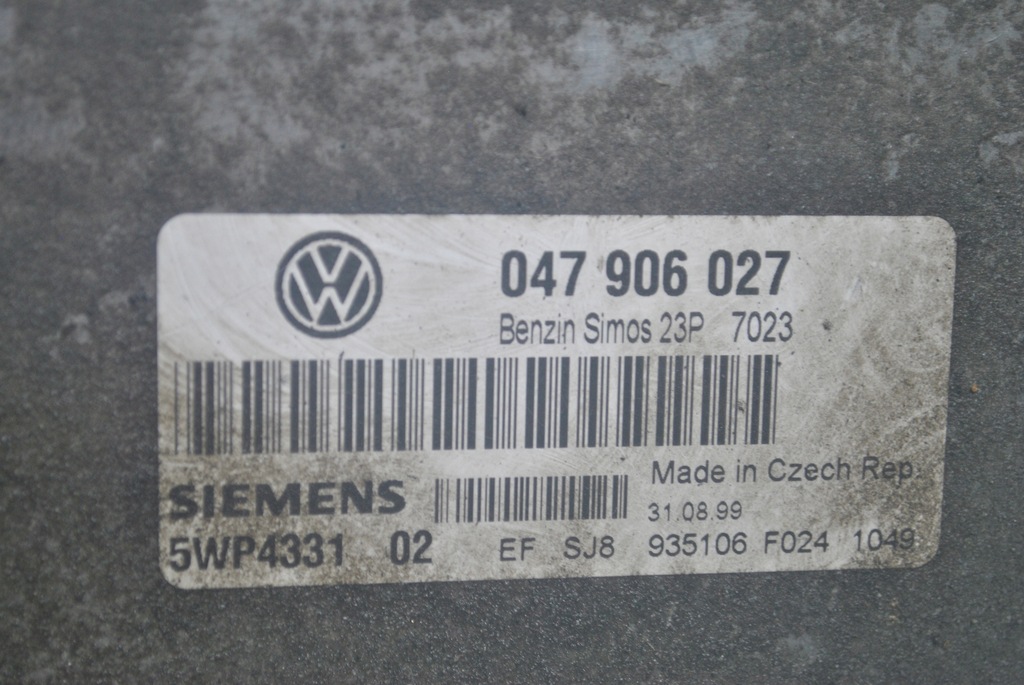 047 906 027
Benzin Simos 23P 7023
SIEMENS
Made in Czech Rep.
31.08.99
5WP4331 02 EF SJ8 935106 F024 1049